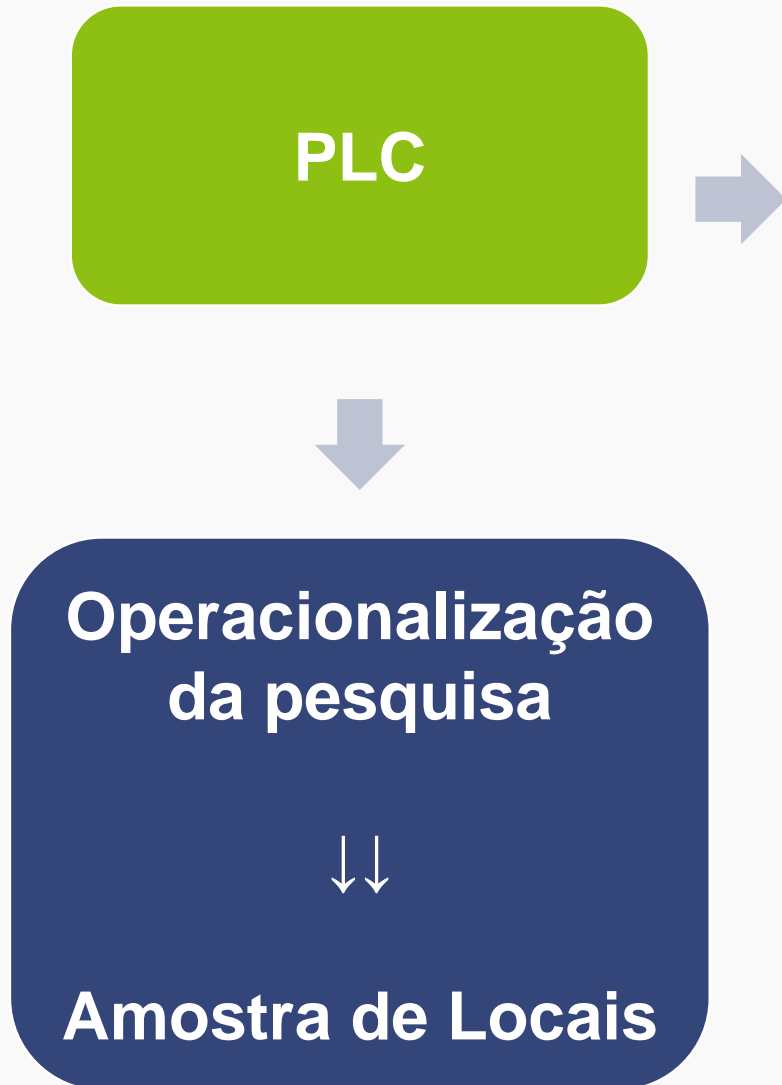 PLC
Operacionalização
da pesquisa
↓↓
Amostra de Locais